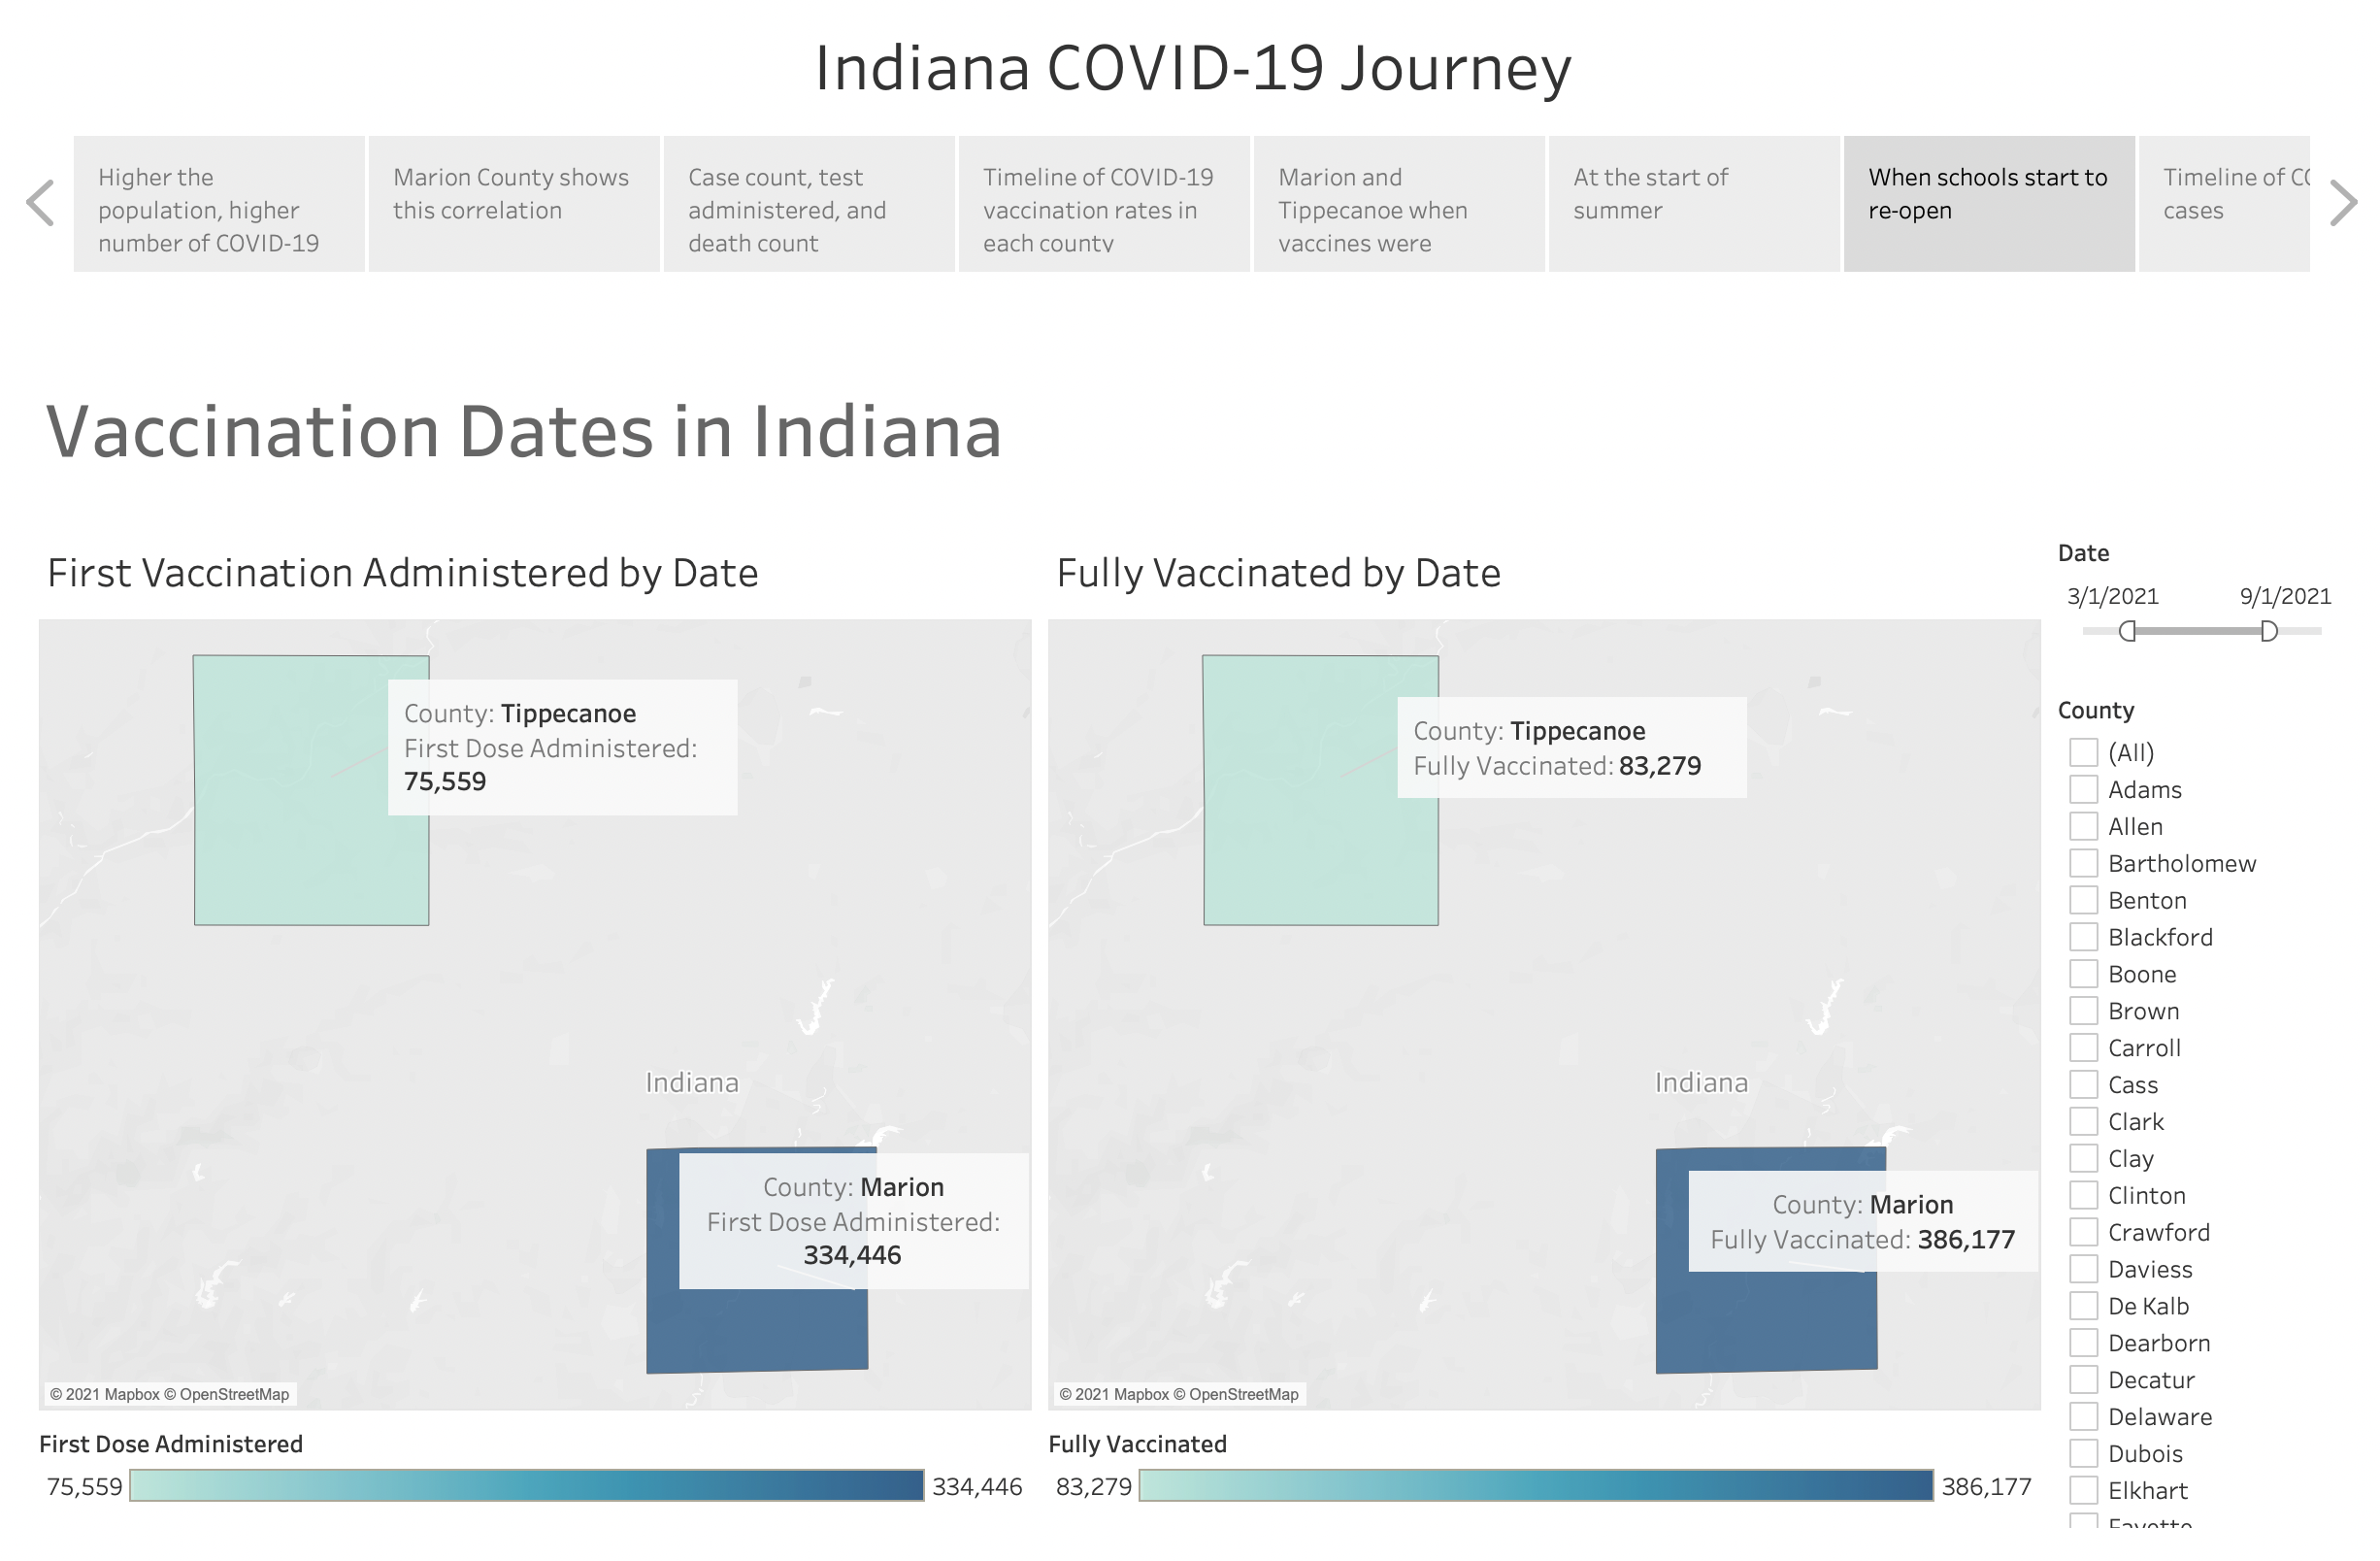 Indiana COVID-19 Journey
Higher the
population, higher
number of COVID-19
Marion County shows
this correlation
Case count, test
administered, and
death count
Timeline of COVID-19
vaccination rates in
each county
Marion and
Tippecanoe when
vaccines were
At the start of
summer
When schools start to
re-open
Timeline of CO
cases
Vaccination Dates in Indiana
First Vaccination Administered by Date
County: Tippecanoe
First Dose Administered:
75,559
Indiana
County: Marion
First Dose Administered:
334,446
© 2021 Mapbox © OpenStreetMap
First Dose Administered
75,559
334,446
Fully Vaccinated by Date
County: Tippecanoe
Fully Vaccinated: 83,279
Indiana
County: Marion
Fully Vaccinated: 386,177
© 2021 Mapbox © OpenStreetMap
Fully Vaccinated
83,279
386,177
Date
3/1/2021
9/1/2021
County
(All)
Adams
Allen
Bartholomew
Benton
Blackford
Boone
Brown
Carroll
Cass
Clark
Clay
Clinton
Crawford
Daviess
De Kalb
Dearborn
Decatur
Delaware
Dubois
Elkhart
Fayette